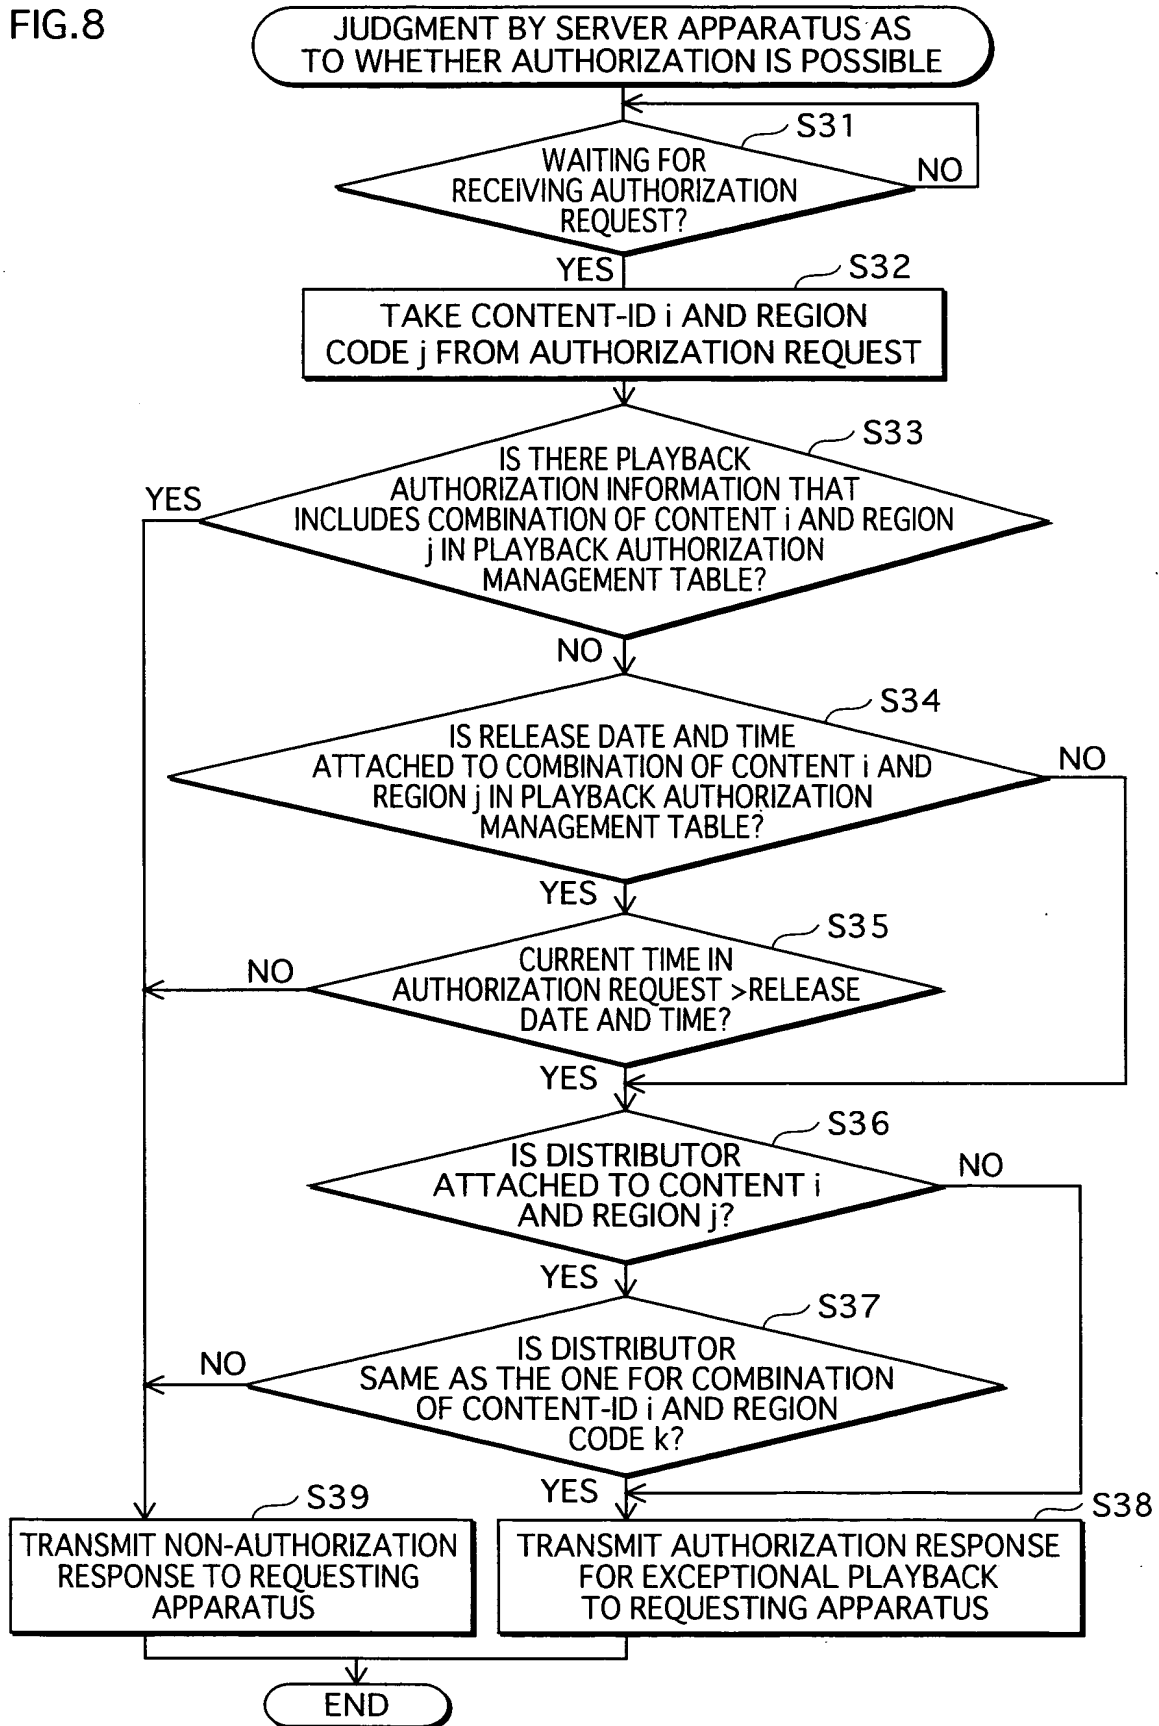 FIG.8
JUDGMENT BY SERVER APPARATUS AS
TO WHETHER AUTHORIZATION IS POSSIBLE
S31
WAITING FOR
RECEIVING AUTHORIZATION
REQUEST?
NO
YES
S32
TAKE CONTENT-ID i AND REGION
CODE j FROM AUTHORIZATION REQUEST
S33
IS THERE PLAYBACK
AUTHORIZATION INFORMATION THAT
INCLUDES COMBINATION OF CONTENT i AND REGION
j IN PLAYBACK AUTHORIZATION
MANAGEMENT TABLE?
YES
NO
S34
IS RELEASE DATE AND TIME
ATTACHED TO COMBINATION OF CONTENT i AND
REGION j IN PLAYBACK AUTHORIZATION
MANAGEMENT TABLE?
NO
YES
S35
CURRENT TIME IN
AUTHORIZATION REQUEST >RELEASE
DATE AND TIME?
NO
YES
S36
IS DISTRIBUTOR
ATTACHED TO CONTENT i
AND REGION j?
NO
YES
S37
IS DISTRIBUTOR
SAME AS THE ONE FOR COMBINATION
OF CONTENT-ID i AND REGION
CODE k?
NO
YES
S39
TRANSMIT NON-AUTHORIZATION
RESPONSE TO REQUESTING
APPARATUS
S38
TRANSMIT AUTHORIZATION RESPONSE
FOR EXCEPTIONAL PLAYBACK
TO REQUESTING APPARATUS
END